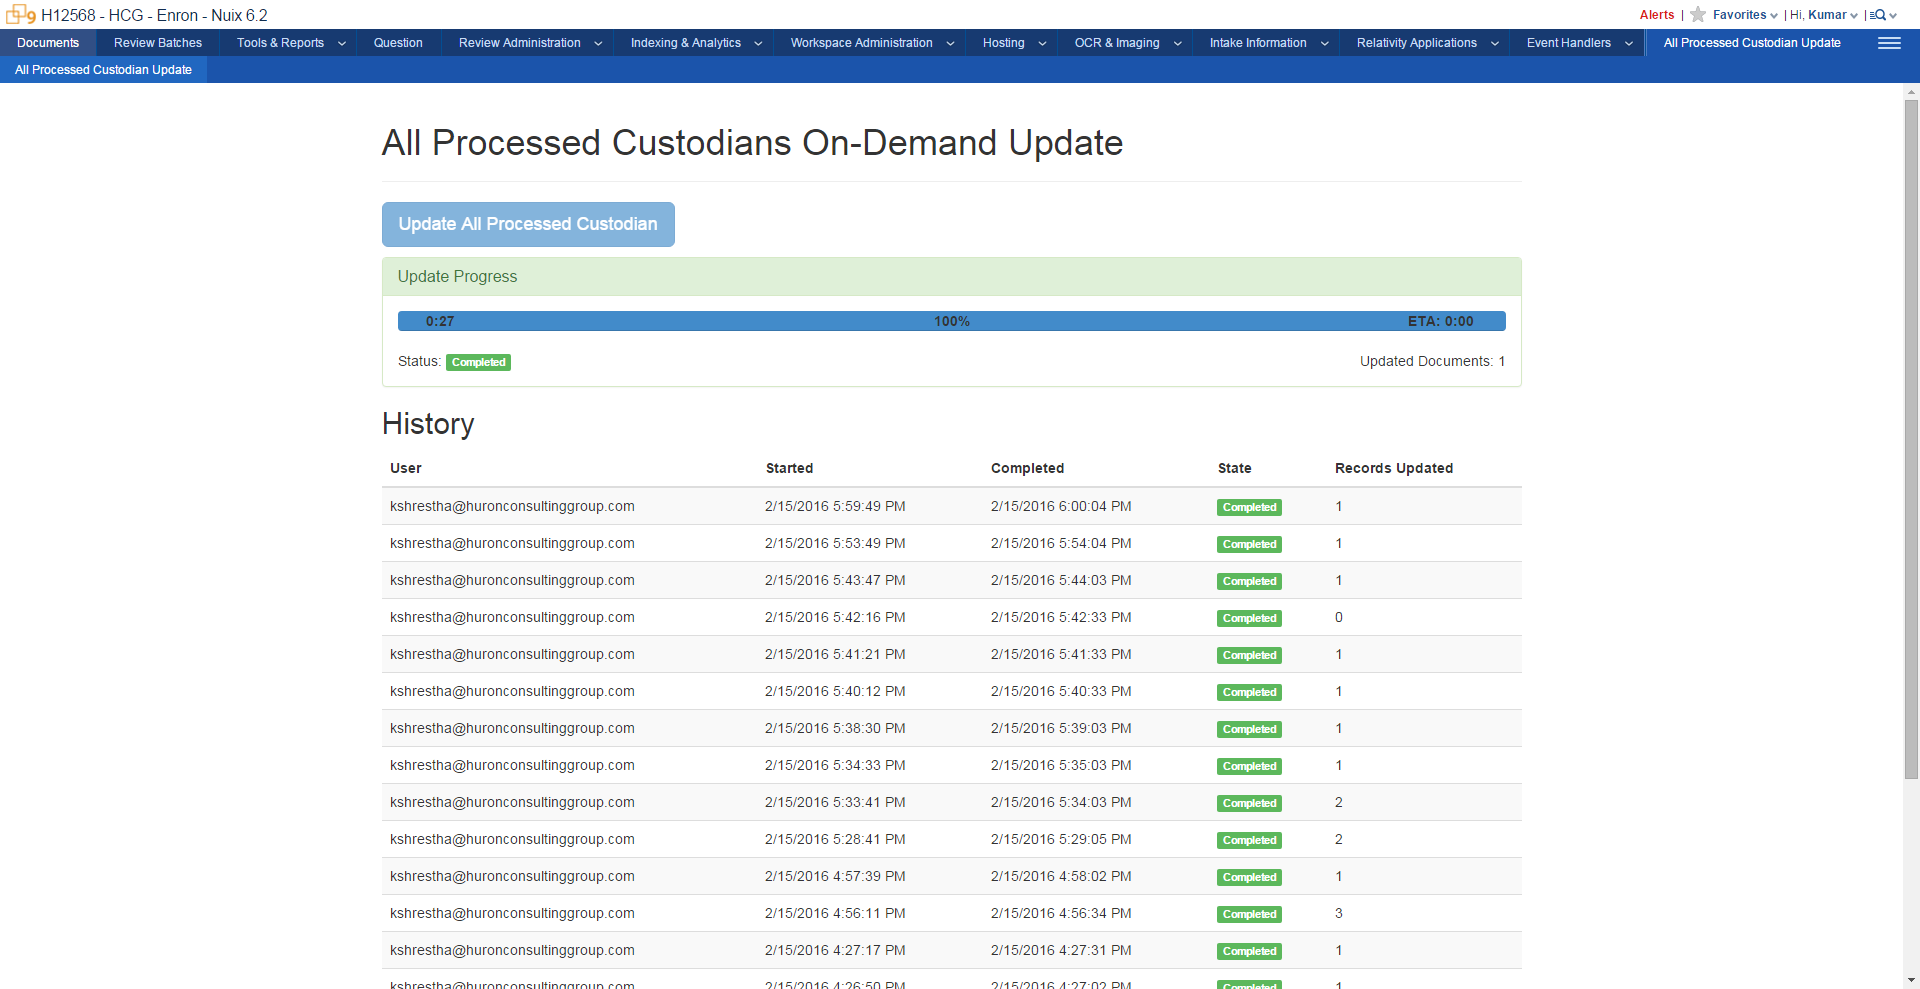 9 H12568 - HCG - Enron - Nuix 6.2
Alerts | Favorites | Hi, Kumar |
Documents Review Batches Tools & Reports Question Review Administration Indexing & Analytics Workspace Administration Hosting OCR & Imaging Intake Information Relativity Applications Event Handlers All Processed Custodian Update
All Processed Custodian Update
All Processed Custodians On-Demand Update
Update All Processed Custodian
Update Progress
0:27 100% ETA: 0:00
Status: Completed Updated Documents: 1
History
User Started Completed State Records Updated
kshrestha@huronconsultinggroup.com 2/15/2016 5:59:49 PM 2/15/2016 6:00:04 PM Completed 1
kshrestha@huronconsultinggroup.com 2/15/2016 5:53:49 PM 2/15/2016 5:54:04 PM Completed 1
kshrestha@huronconsultinggroup.com 2/15/2016 5:43:47 PM 2/15/2016 5:44:03 PM Completed 1
kshrestha@huronconsultinggroup.com 2/15/2016 5:42:16 PM 2/15/2016 5:42:33 PM Completed 0
kshrestha@huronconsultinggroup.com 2/15/2016 5:41:21 PM 2/15/2016 5:41:33 PM Completed 1
kshrestha@huronconsultinggroup.com 2/15/2016 5:40:12 PM 2/15/2016 5:40:33 PM Completed 1
kshrestha@huronconsultinggroup.com 2/15/2016 5:38:30 PM 2/15/2016 5:39:03 PM Completed 1
kshrestha@huronconsultinggroup.com 2/15/2016 5:34:33 PM 2/15/2016 5:35:03 PM Completed 1
kshrestha@huronconsultinggroup.com 2/15/2016 5:33:41 PM 2/15/2016 5:34:03 PM Completed 2
kshrestha@huronconsultinggroup.com 2/15/2016 5:28:41 PM 2/15/2016 5:29:05 PM Completed 2
kshrestha@huronconsultinggroup.com 2/15/2016 4:57:39 PM 2/15/2016 4:58:02 PM Completed 1
kshrestha@huronconsultinggroup.com 2/15/2016 4:56:11 PM 2/15/2016 4:56:34 PM Completed 3
kshrestha@huronconsultinggroup.com 2/15/2016 4:27:17 PM 2/15/2016 4:27:31 PM Completed 1
kshrestha@huronconsultinggroup.com 2/15/2016 4:26:50 PM 2/15/2016 4:27:02 PM Completed 1